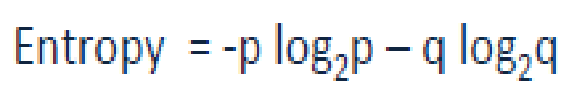 Entropy = -p log₂p – q log₂q